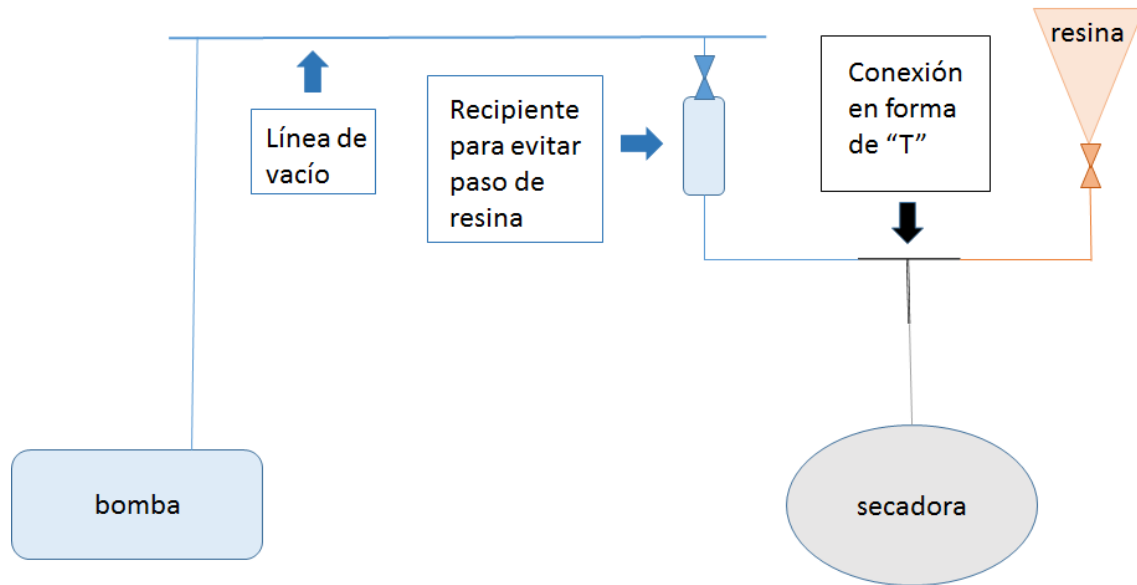 resina
Conexión
en forma
de “T”
Recipiente
para evitar
paso de
resina
Línea de
vacío
bomba
secadora